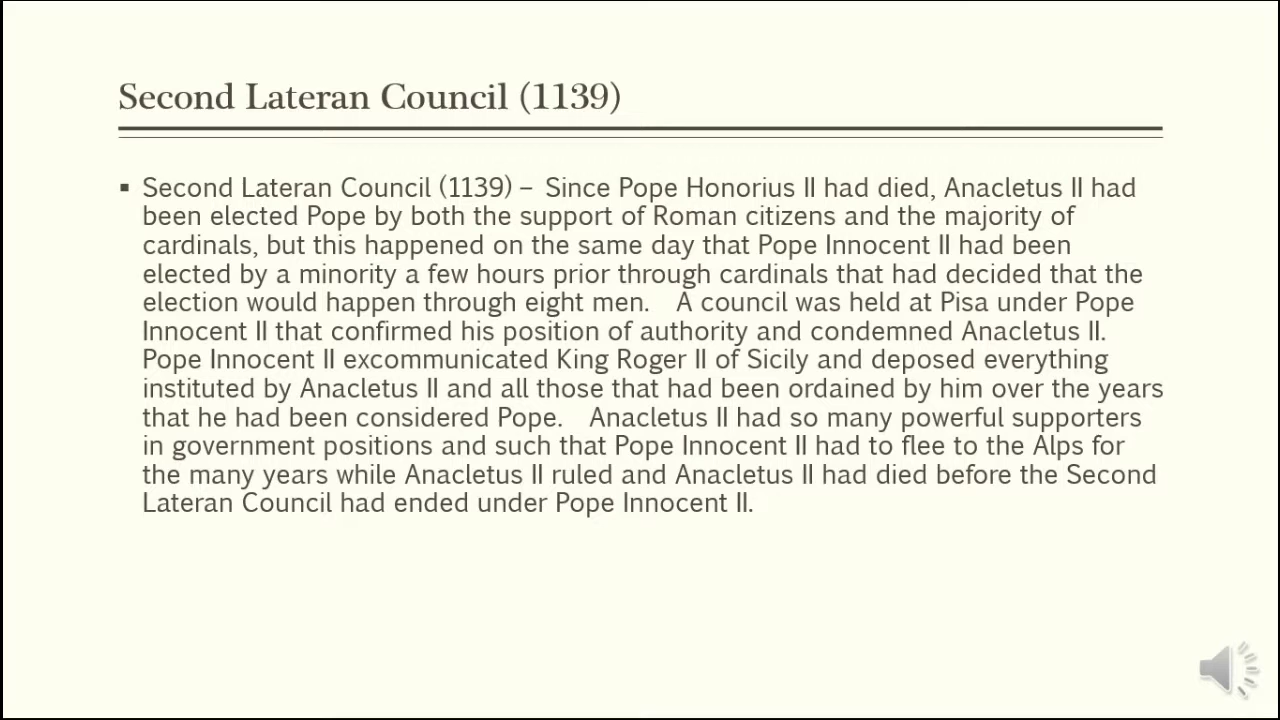 Second Lateran Council (1139)
▪ Second Lateran Council (1139) – Since Pope Honorius II had died, Anacletus II had
been elected Pope by both the support of Roman citizens and the majority of
cardinals, but this happened on the same day that Pope Innocent II had been
elected by a minority a few hours prior through cardinals that had decided that the
election would happen through eight men. A council was held at Pisa under Pope
Innocent II that confirmed his position of authority and condemned Anacletus II.
Pope Innocent II excommunicated King Roger II of Sicily and deposed everything
instituted by Anacletus II and all those that had been ordained by him over the years
that he had been considered Pope. Anacletus II had so many powerful supporters
in government positions and such that Pope Innocent II had to flee to the Alps for
the many years while Anacletus II ruled and Anacletus II had died before the Second
Lateran Council had ended under Pope Innocent II.